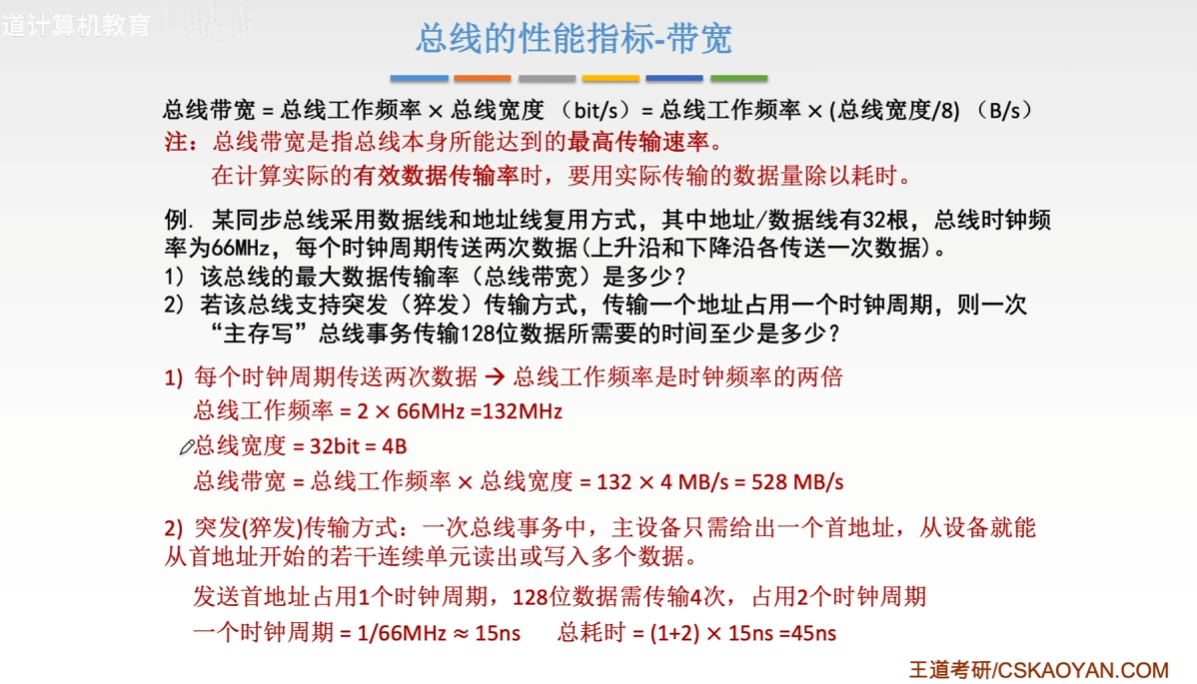 道计算机教育
总线的性能指标-带宽
总线带宽 = 总线工作频率 × 总线宽度 （bit/s）= 总线工作频率 × (总线宽度/8) （B/s）
注：总线带宽是指总线本身所能达到的最高传输速率。
在计算实际的有效数据传输率时，要用实际传输的数据量除以耗时。
例. 某同步总线采用数据线和地址线复用方式，其中地址/数据线有32根，总线时钟频
率为66MHz，每个时钟周期传送两次数据(上升沿和下降沿各传送一次数据)。
1) 该总线的最大数据传输率（总线带宽）是多少？
2) 若该总线支持突发（猝发）传输方式，传输一个地址占用一个时钟周期，则一次
“主存写”总线事务传输128位数据所需要的时间至少是多少？
1) 每个时钟周期传送两次数据 → 总线工作频率是时钟频率的两倍
总线工作频率 = 2 × 66MHz =132MHz
总线宽度 = 32bit = 4B
总线带宽 = 总线工作频率 × 总线宽度 = 132 × 4 MB/s = 528 MB/s
2) 突发(猝发)传输方式：一次总线事务中，主设备只需给出一个首地址，从设备就能
从首地址开始的若干连续单元读出或写入多个数据。
发送首地址占用1个时钟周期，128位数据需传输4次，占用2个时钟周期
一个时钟周期 = 1/66MHz ≈ 15ns 总耗时 = (1+2) × 15ns =45ns
王道考研/CSKAOYAN.COM